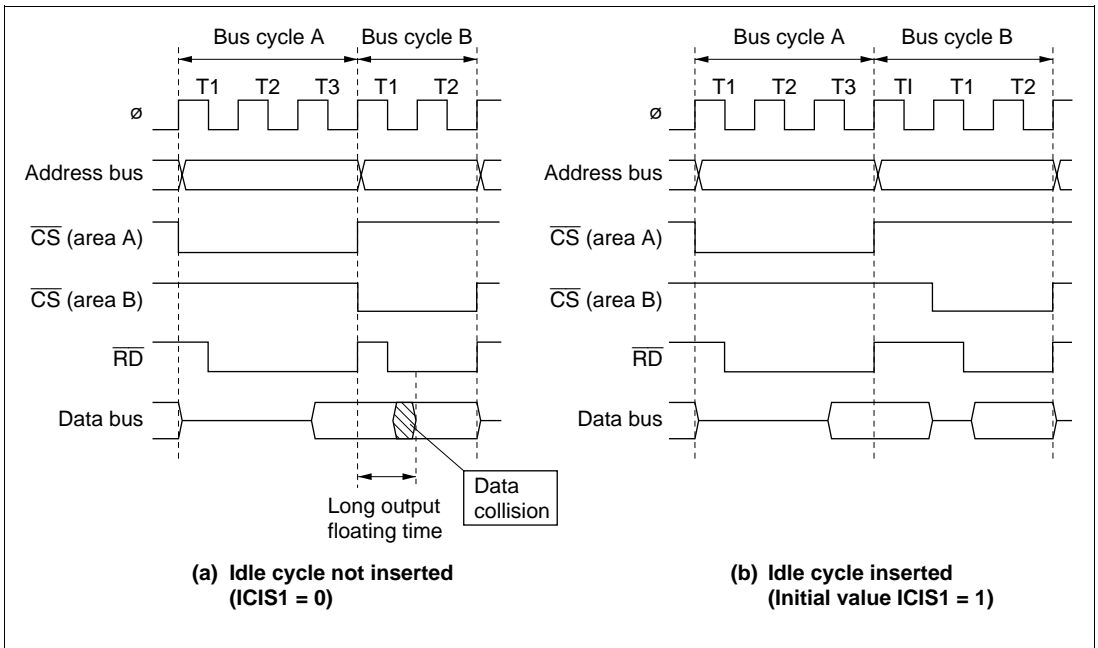 Bus cycle A Bus cycle B
T1 T2 T3 T1 T2
ø
Address bus
CS (area A)
CS (area B)
RD
Data bus
Long output
floating time
Data
collision
(a) Idle cycle not inserted
(ICIS1 = 0)
Bus cycle A Bus cycle B
T1 T2 T3 TI T1 T2
ø
Address bus
CS (area A)
CS (area B)
RD
Data bus
(b) Idle cycle inserted
(Initial value ICIS1 = 1)